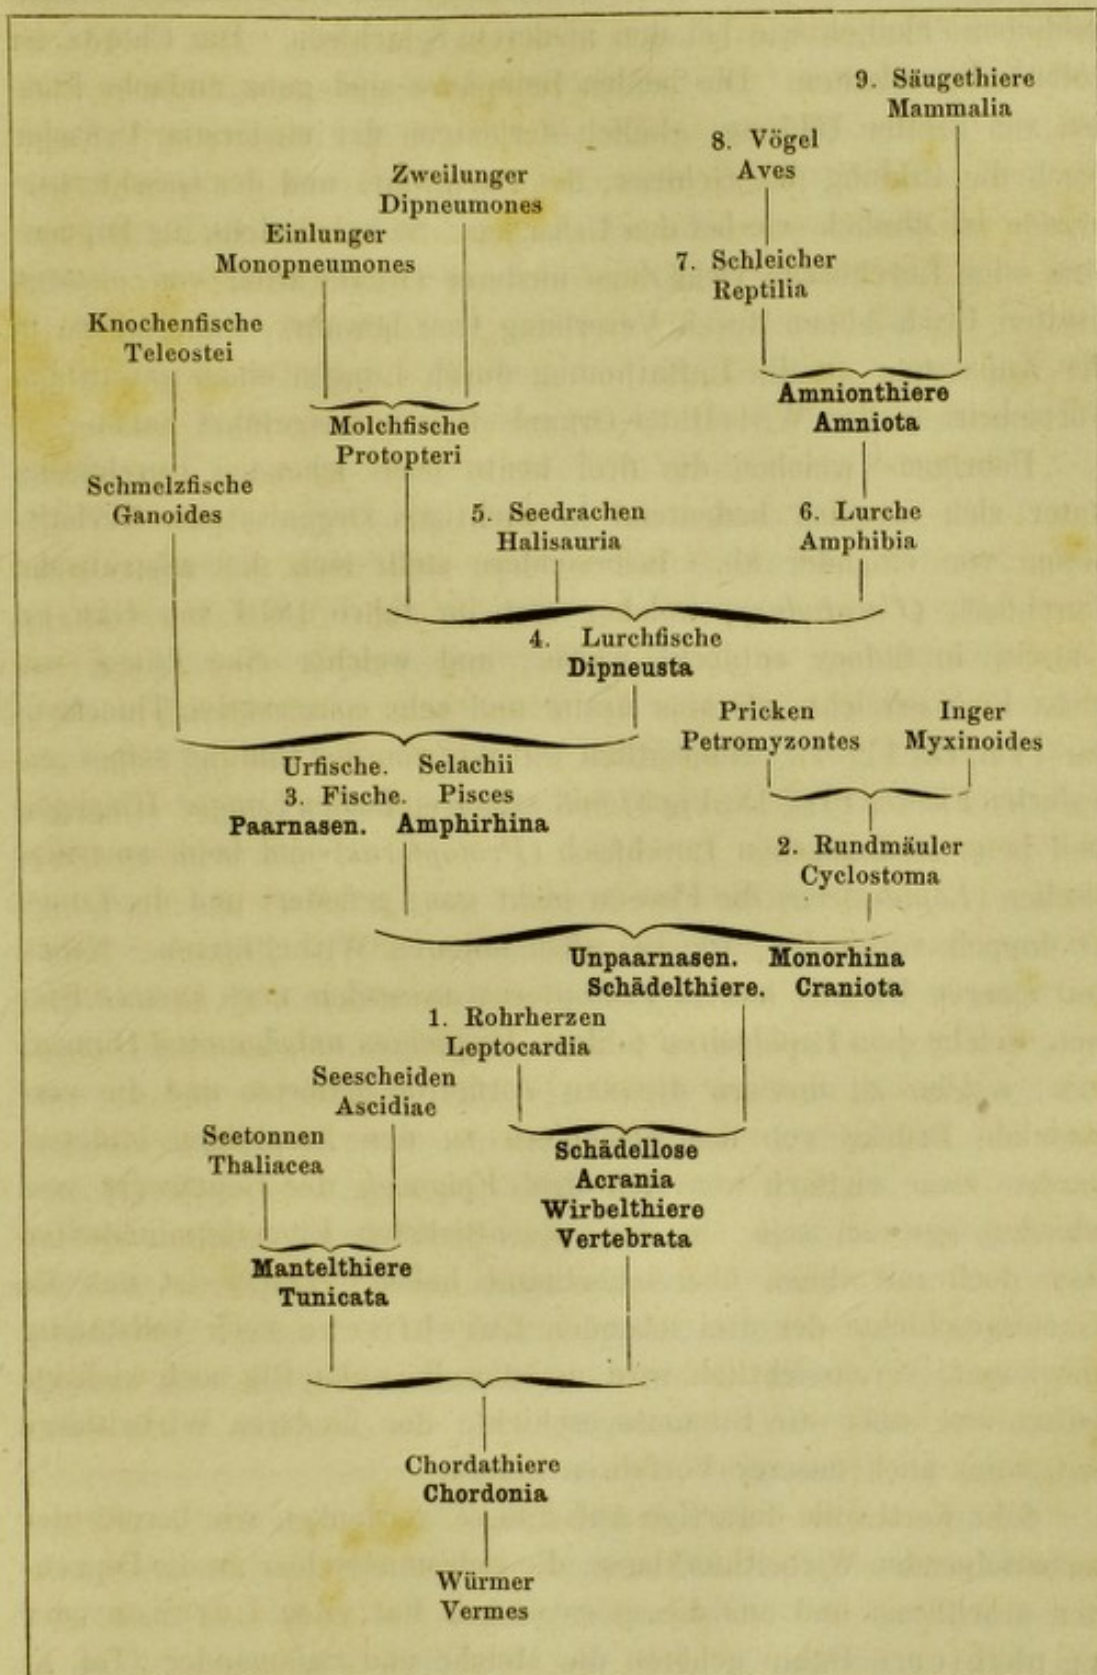 9. Säugethiere
Mammalia
8. Vögel
Aves
Zweilunger
Dipneumones
Einlunger
Monopneumones
7. Schleicher
Reptilia
Knochenfische
Teleostei
Amnionthiere
Amniota
Molchfische
Protopteri
Schmelzfische
Ganoides
5. Seedrachen
Halisauria
6. Lurche
Amphibia
4. Lurchfische
Dipneusta
Pricken
Petromyzontes
Inger
Myxinoides
Urfische. Selachii
3. Fische. Pisces
Paarnasen. Amphirhina
2. Rundmäuler
Cyclostoma
Unpaarnasen. Monorhina
Schädelthiere. Craniota
1. Rohrherzen
Leptocardia
Seescheiden
Ascidiae
Seetonnen
Thaliacea
Schädellose
Acrania
Wirbelthiere
Vertebrata
Mantelthiere
Tunicata
Chordathiere
Chordonia
Würmer
Vermes